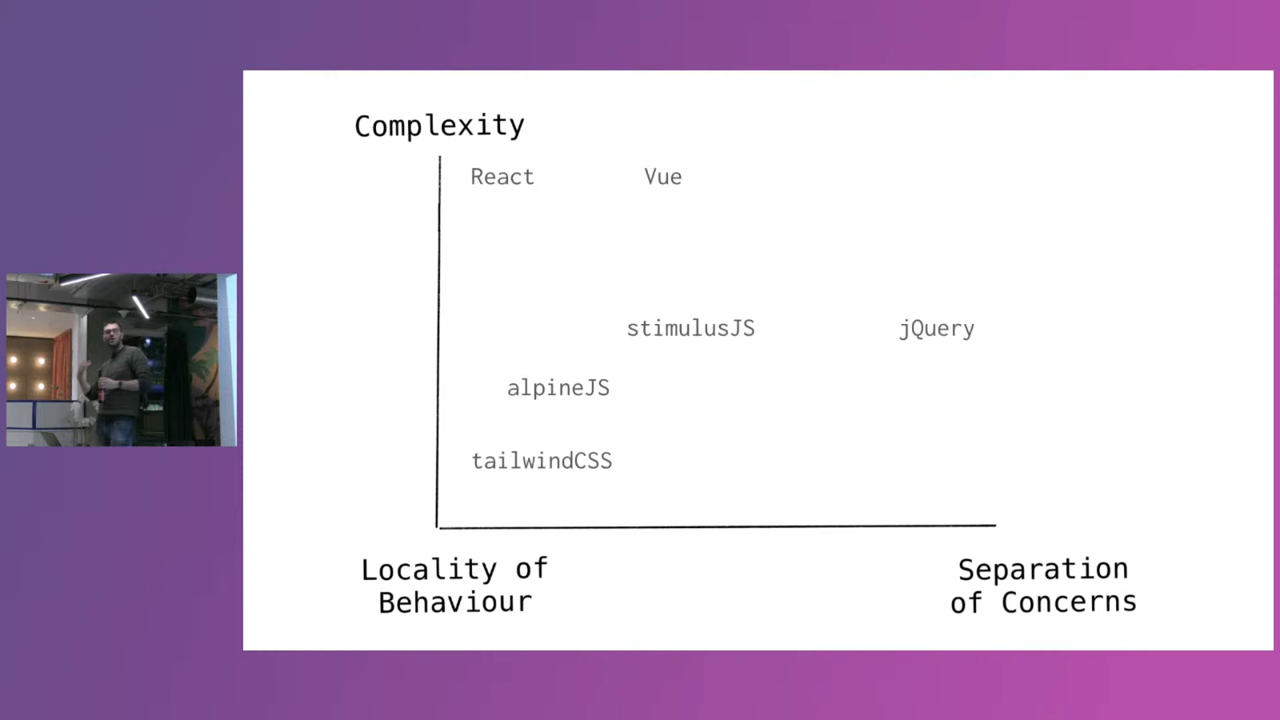 Complexity
React Vue
stimulusJS jQuery
alpineJS
tailwindCSS
Locality of
Behaviour
Separation
of Concerns